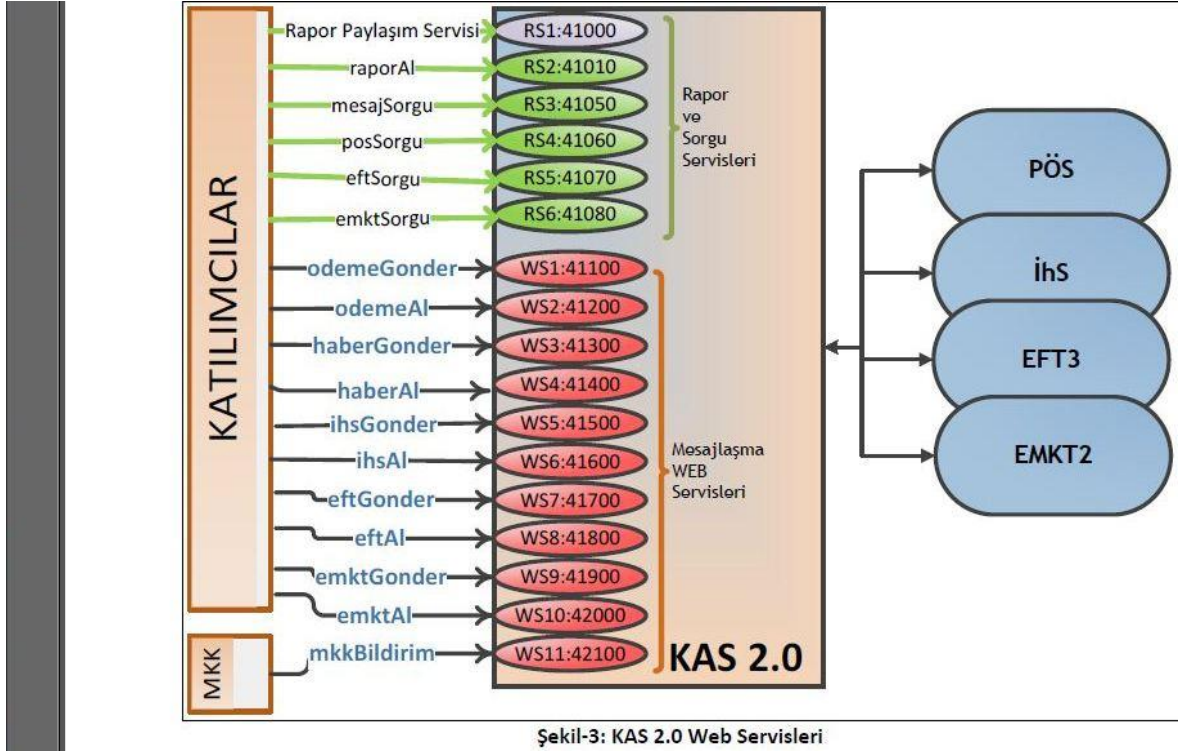 KATILIMCILAR
Rapor Paylaşım Servisi
RS1:41000
raporAl
RS2:41010
mesajSorgu
RS3:41050
posSorgu
RS4:41060
eftSorgu
RS5:41070
emktSorgu
RS6:41080
Rapor
ve
Sorgu
Servisleri
odemeGonder
WS1:41100
odemeAl
WS2:41200
haberGonder
WS3:41300
haberAl
WS4:41400
ihsGonder
WS5:41500
ihsAl
WS6:41600
eftGonder
WS7:41700
eftAl
WS8:41800
emktGonder
WS9:41900
emktAl
WS10:42000
MKK
mkkBildirim
WS11:42100
Mesajlaşma
WEB
Servisleri
KAS 2.0
PÖS
İhS
EFT3
EMKT2
Şekil-3: KAS 2.0 Web Servisleri